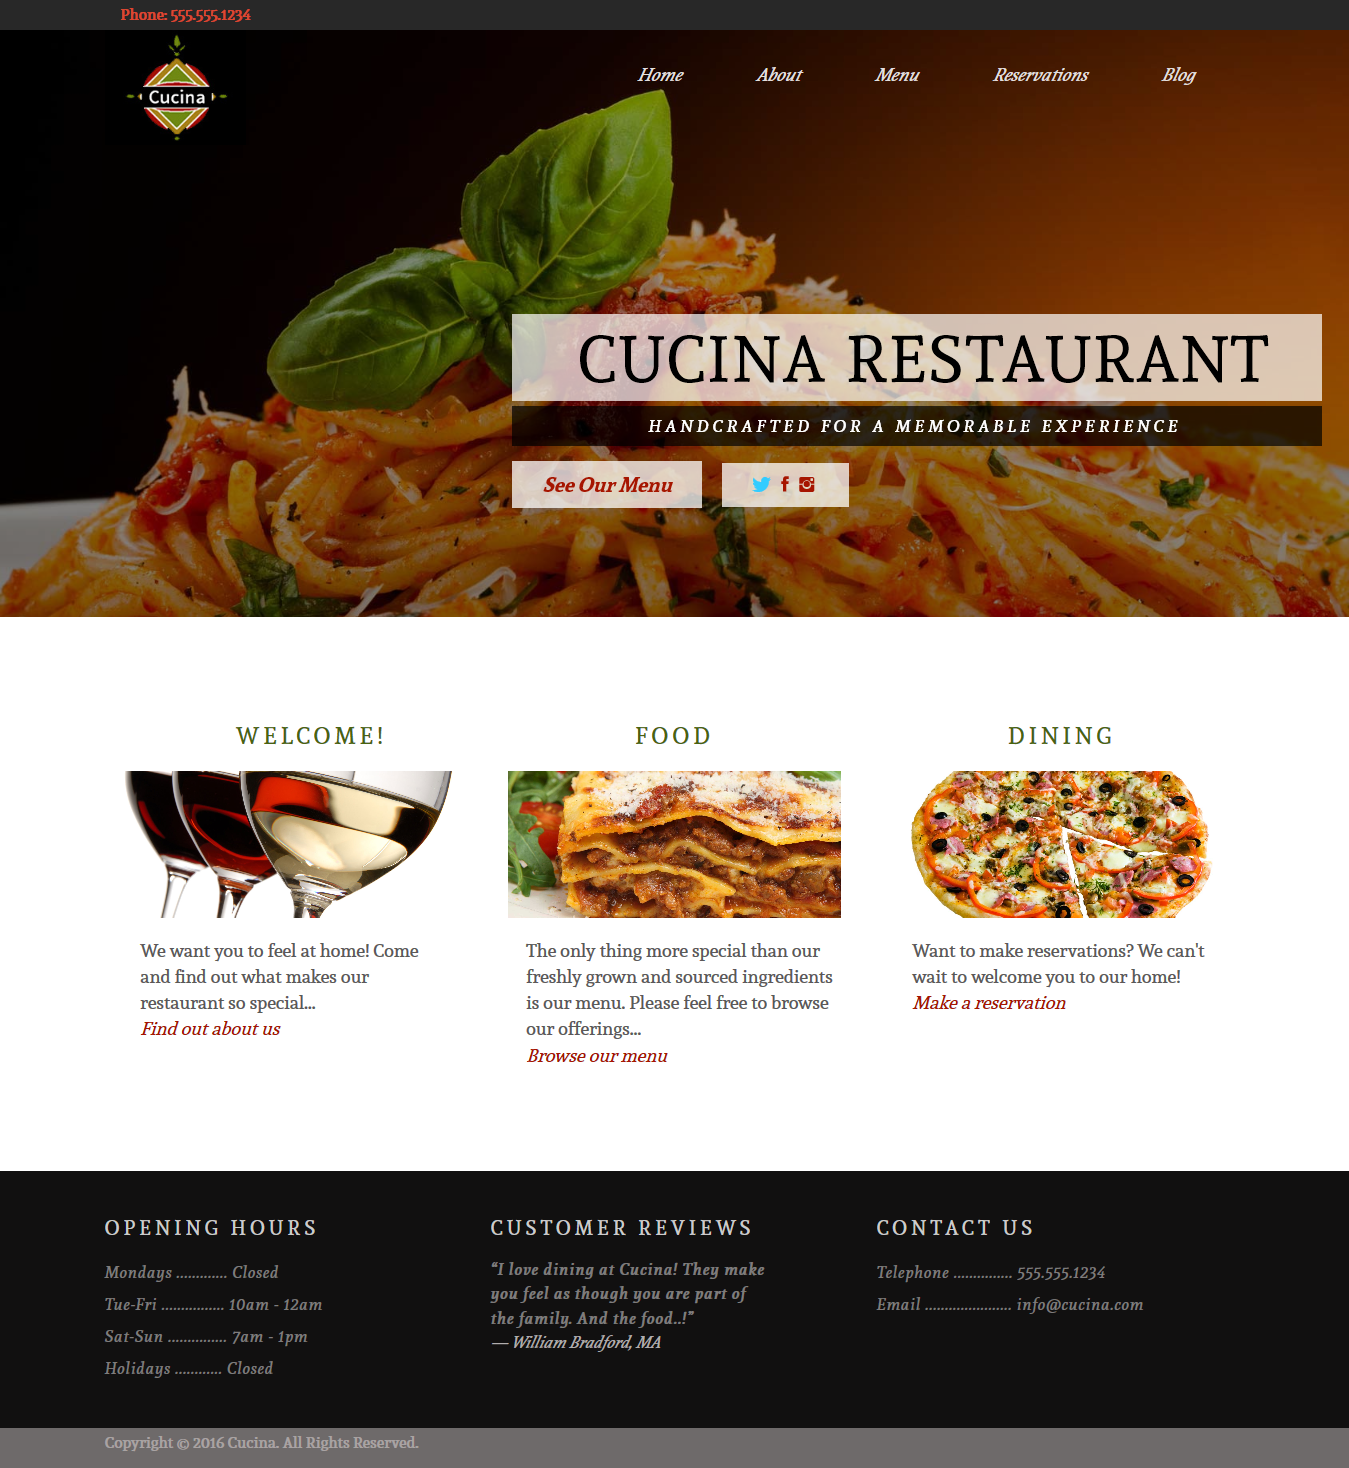 Phone: 555.555.1234
Cucina
Home
About
Menu
Reservations
Blog
CUCINA RESTAURANT
HANDCRAFTED FOR A MEMORABLE EXPERIENCE
See Our Menu
WELCOME!
We want you to feel at home! Come
and find out what makes our
restaurant so special...
Find out about us
FOOD
The only thing more special than our
freshly grown and sourced ingredients
is our menu. Please feel free to browse
our offerings...
Browse our menu
DINING
Want to make reservations? We can't
wait to welcome you to our home!
Make a reservation
OPENING HOURS
Mondays ............. Closed
Tue-Fri ................ 10am - 12am
Sat-Sun ............... 7am - 1pm
Holidays ............ Closed
CUSTOMER REVIEWS
“I love dining at Cucina! They make
you feel as though you are part of
the family. And the food..!”
— William Bradford, MA
CONTACT US
Telephone ............... 555.555.1234
Email ...................... info@cucina.com
Copyright © 2016 Cucina. All Rights Reserved.